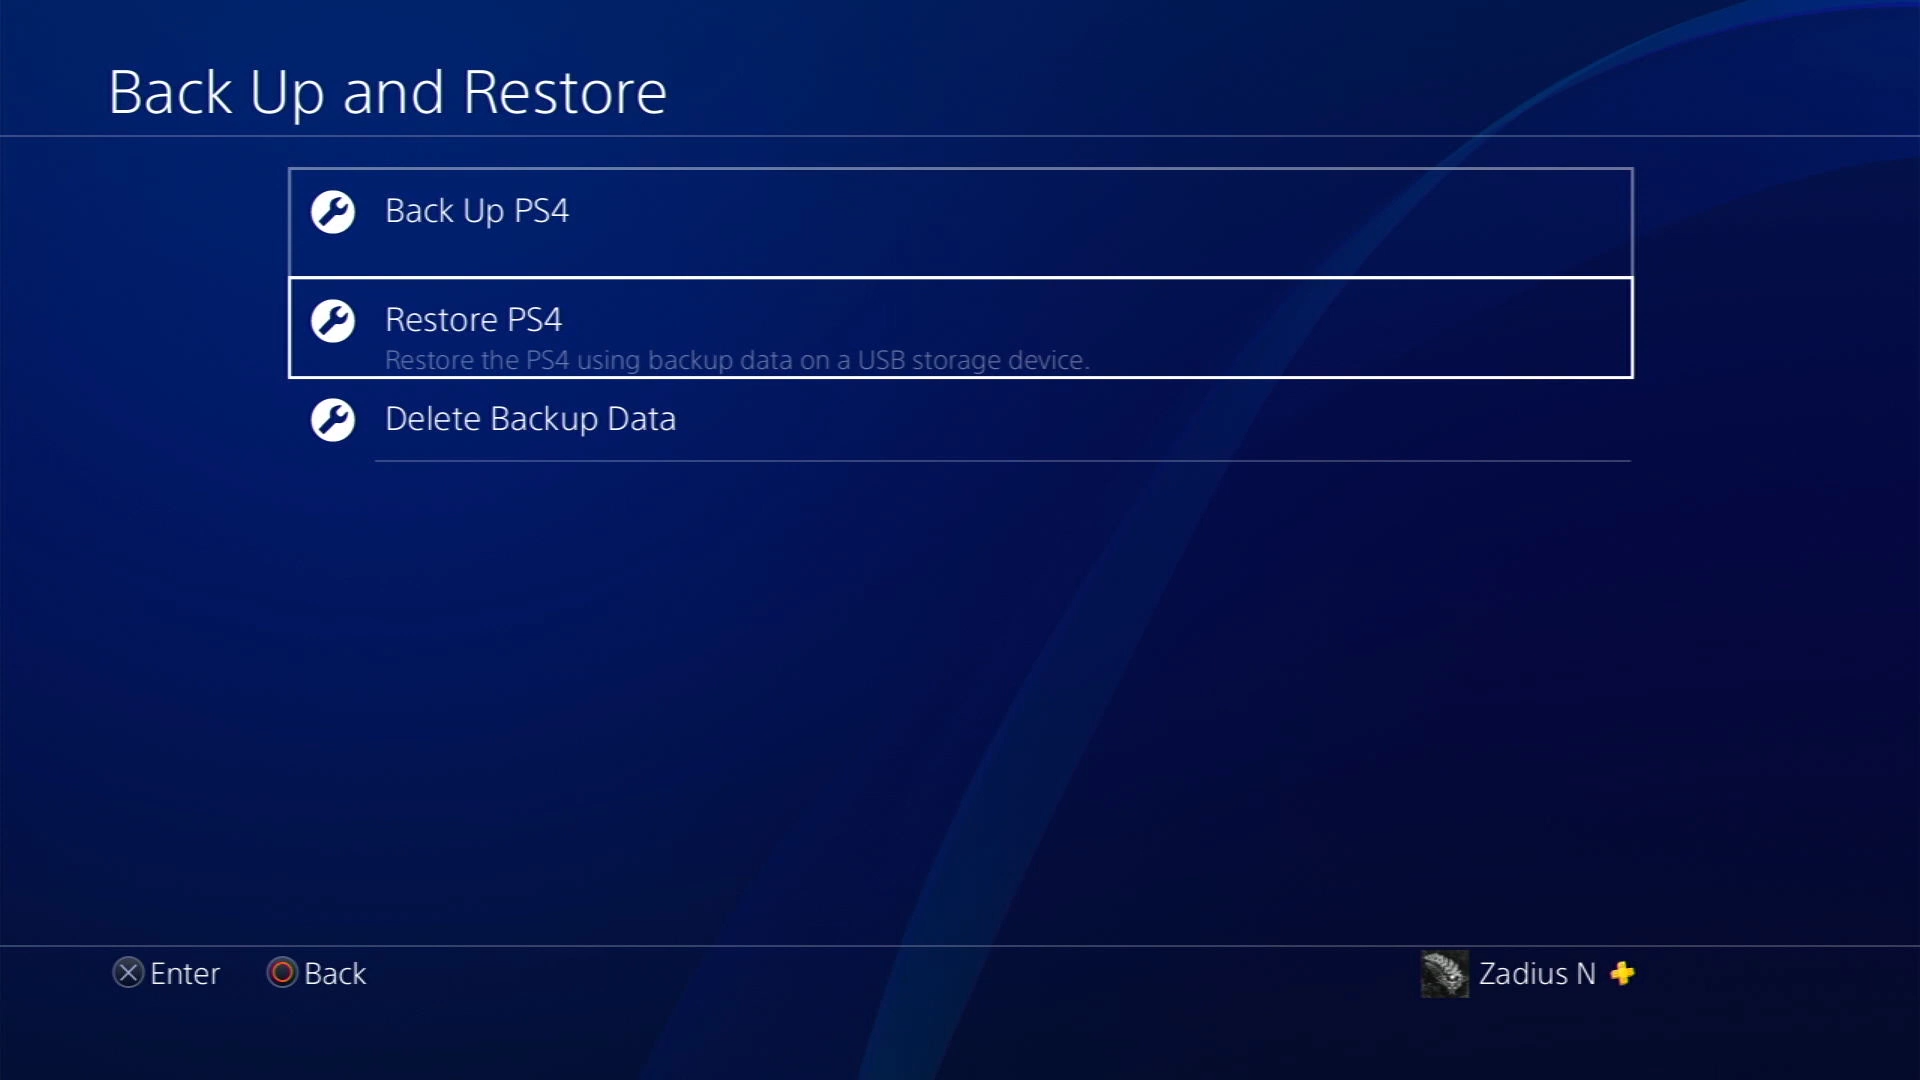 Back Up and Restore
Back Up PS4
Restore PS4
Restore the PS4 using backup data on a USB storage device.
Delete Backup Data
Enter Back Zadius N